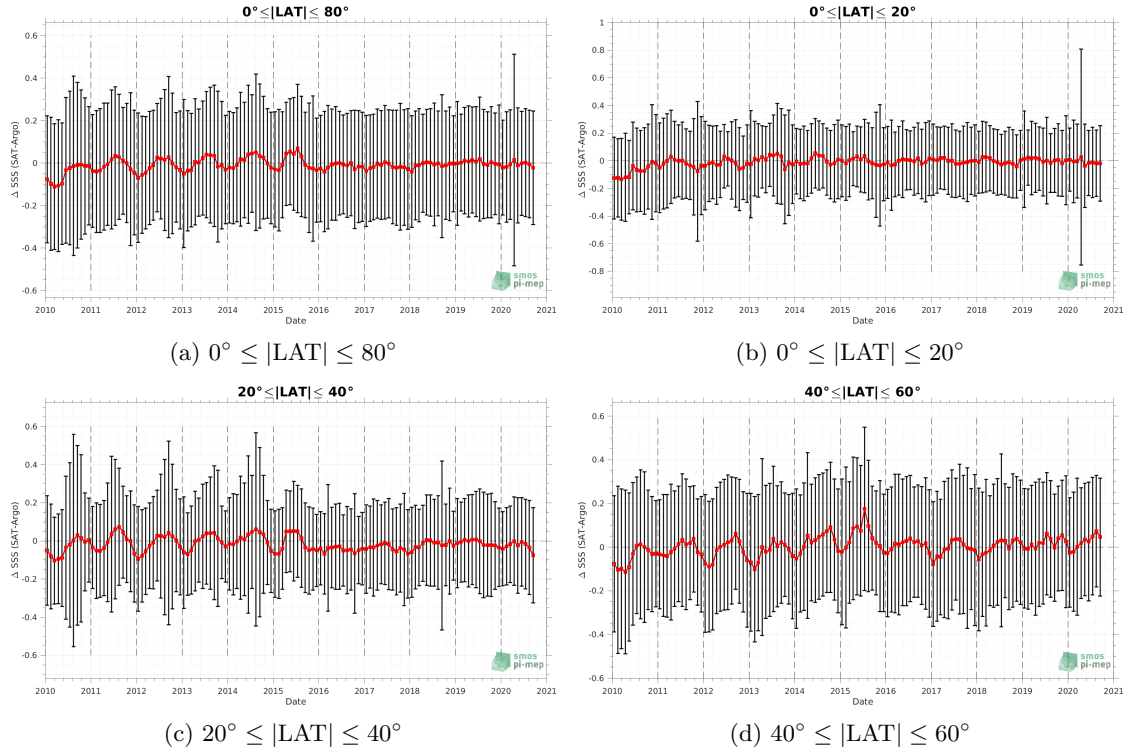 0°≤|LAT|≤ 80°
Δ SSS (SAT-Argo)
0.6
0.4
0.2
0
-0.2
-0.4
-0.6
2010 2011 2012 2013 2014 2015 2016 2017 2018 2019 2020 2021
Date
smos
pi-mep
(a) 0° ≤ |LAT| ≤ 80°
0°≤|LAT|≤ 20°
Δ SSS (SAT-Argo)
1
0.8
0.6
0.4
0.2
0
-0.2
-0.4
-0.6
-0.8
2010 2011 2012 2013 2014 2015 2016 2017 2018 2019 2020 2021
Date
smos
pi-mep
(b) 0° ≤ |LAT| ≤ 20°
20°≤|LAT|≤ 40°
Δ SSS (SAT-Argo)
0.6
0.4
0.2
0
-0.2
-0.4
-0.6
2010 2011 2012 2013 2014 2015 2016 2017 2018 2019 2020 2021
Date
smos
pi-mep
(c) 20° ≤ |LAT| ≤ 40°
40°≤|LAT|≤ 60°
Δ SSS (SAT-Argo)
0.6
0.4
0.2
0
-0.2
-0.4
-0.6
2010 2011 2012 2013 2014 2015 2016 2017 2018 2019 2020 2021
Date
smos
pi-mep
(d) 40° ≤ |LAT| ≤ 60°